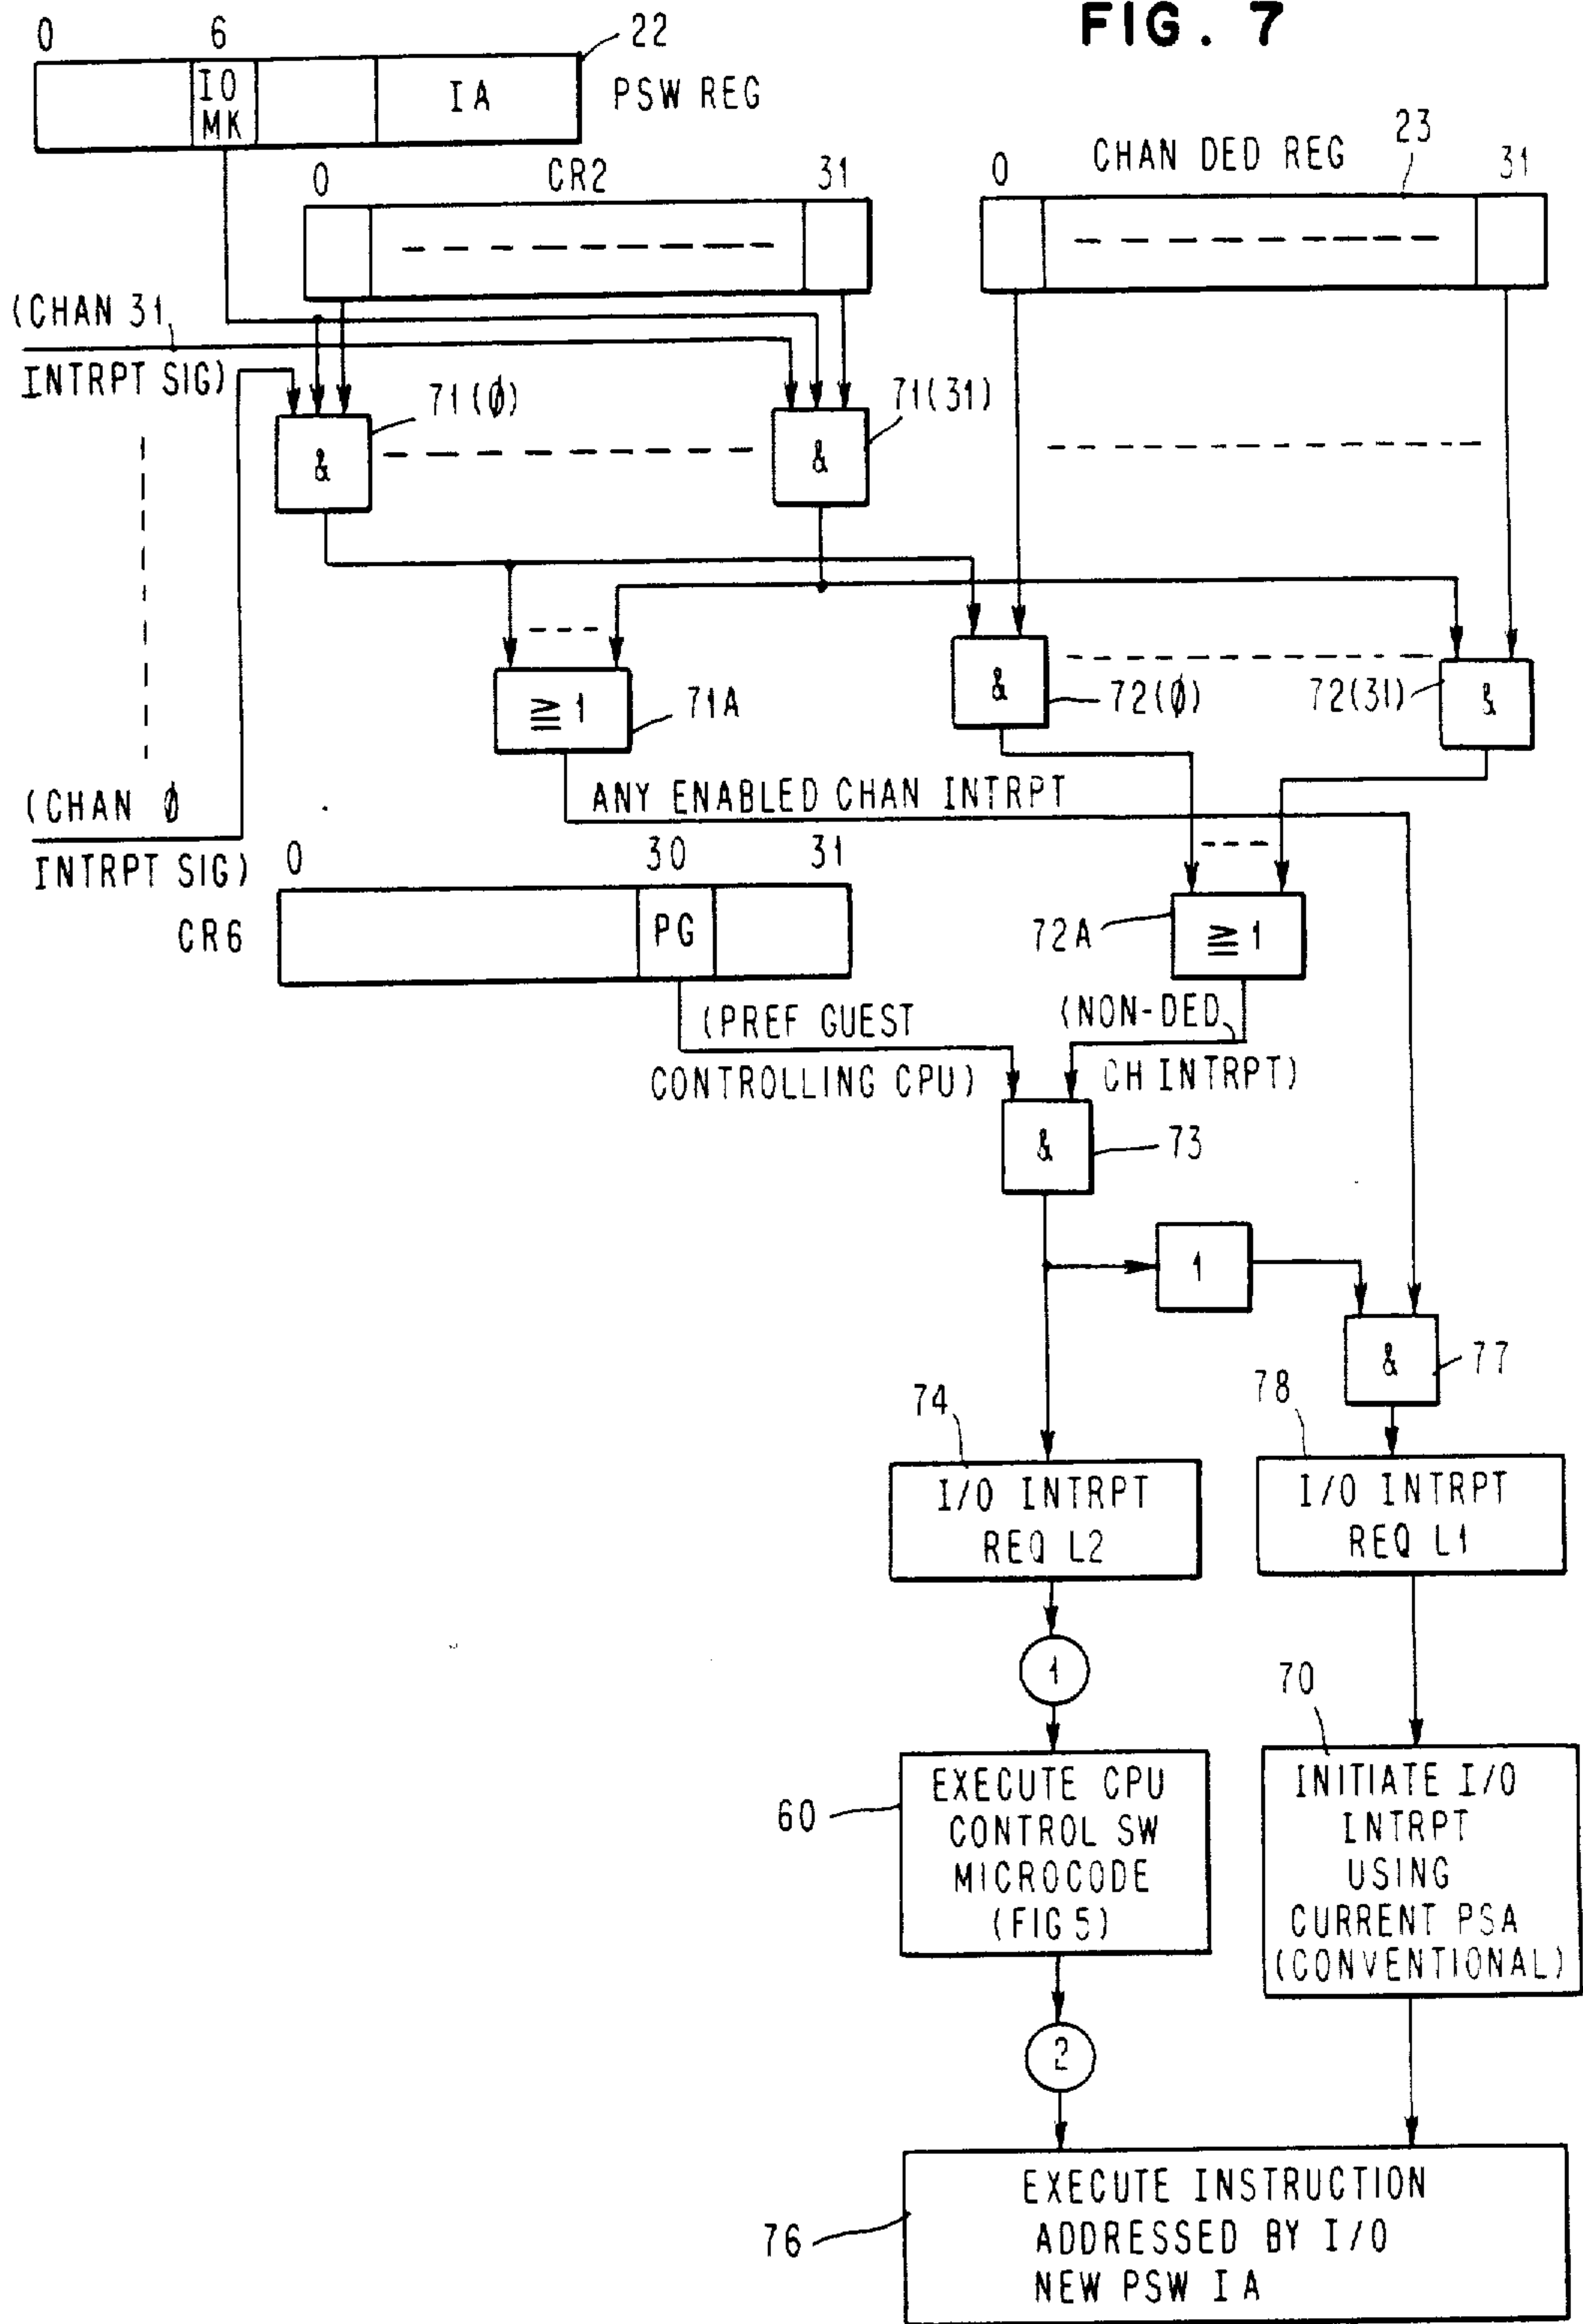 FIG. 7
0 6 22
IO MK
IA
PSW REG
0 CR2 31
CHAN DED REG
0 23 31
(CHAN 31
INTRPT SIG)
71(∅)
71(31)
&
&
≧ 1
71A
&
72(∅)
72(31)
&
ANY ENABLED CHAN INTRPT
(CHAN ∅
INTRPT SIG)
0 30 31
CR6
PG
72A
≧ 1
(PREF GUEST
CONTROLLING CPU)
(NON-DED
CH INTRPT)
&
73
1
&
77
74
78
I/O INTRPT
REQ L2
I/O INTRPT
REQ L1
1
70
60
EXECUTE CPU
CONTROL SW
MICROCODE
(FIG 5)
INITIATE I/O
INTRPT
USING
CURRENT PSA
(CONVENTIONAL)
2
76
EXECUTE INSTRUCTION
ADDRESSED BY I/O
NEW PSW IA